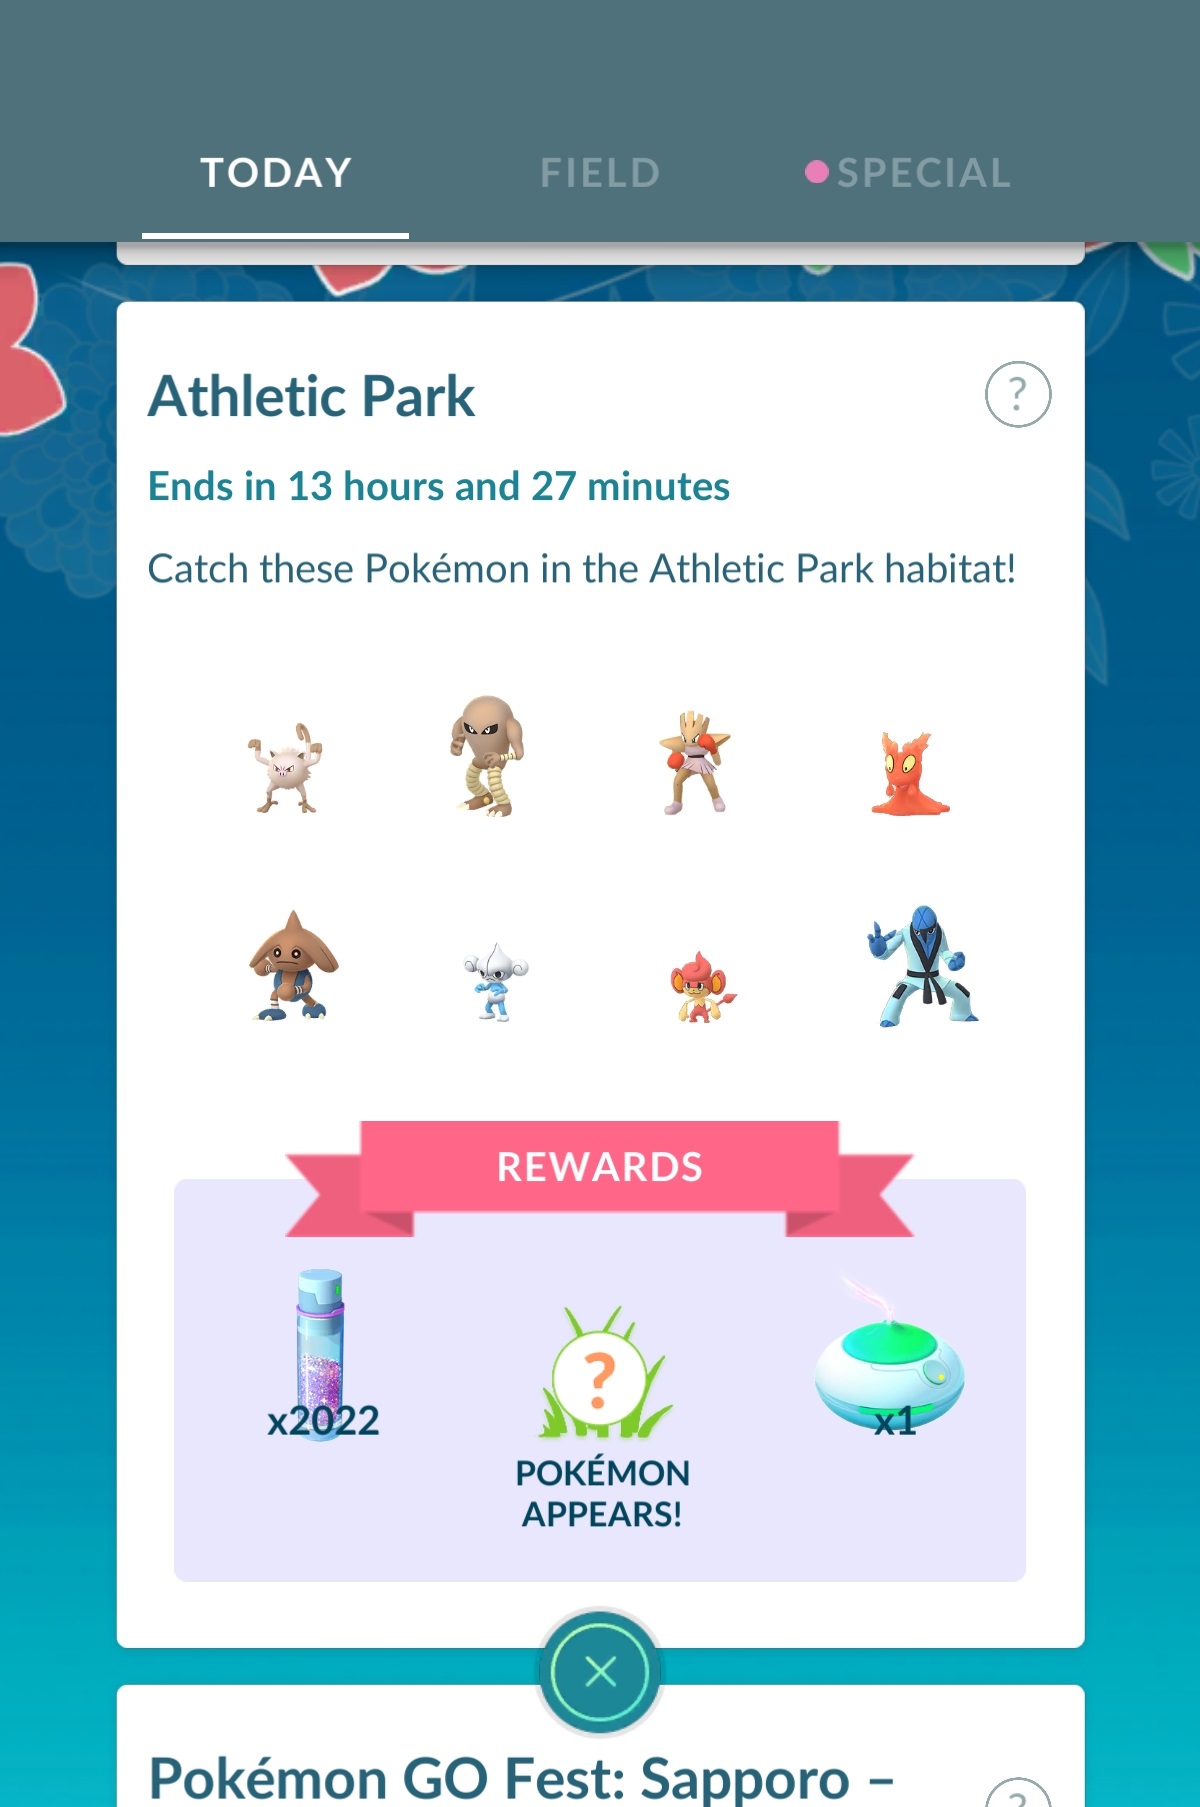 TODAY FIELD SPECIAL
Athletic Park ?
Ends in 13 hours and 27 minutes
Catch these Pokémon in the Athletic Park habitat!
REWARDS
?
x2022 x1
POKÉMON
APPEARS!
Pokémon GO Fest: Sapporo – ?